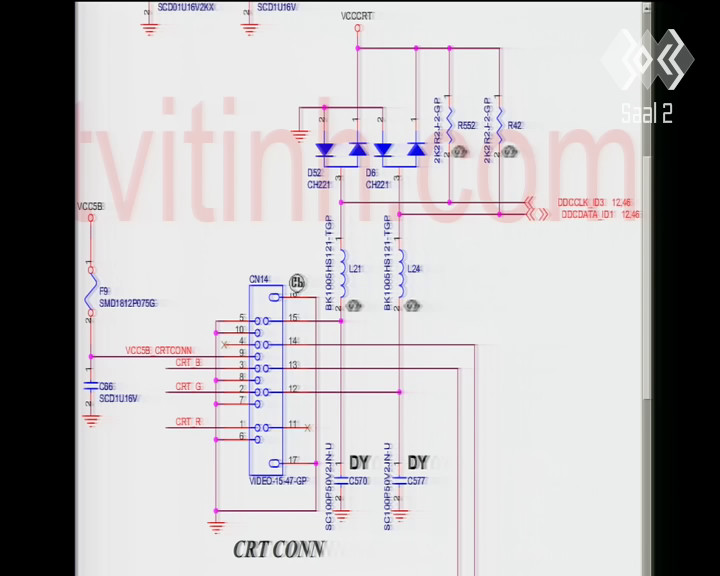 SCD01U16V2KX
SCD1U16V
2
2
VCCCRT
Saal 2
tvitinh.com
2K2R2J-2-GP
R552
2K2R2J-2-GP
R42
D52
CH221
D6
CH221
VCC5B
DDCCLK_ID3 12,46
DDCDATA_ID1 12,46
BK1005HS121-TGP
L21
BK1005HS121-TGP
L24
F9
SMD1812P075G
CN14
16
5
15
10
4
14
VCC5B_CRTCONN
9
CRT_B
3
13
8
CRT_G
2
12
7
CRT_R
1
11
6
17
C66
SCD1U16V
VIDEO-15-47-GP
SC100P50V2JN-U
DY
C570
SC100P50V2JN-U
DY
C577
CRT CONN